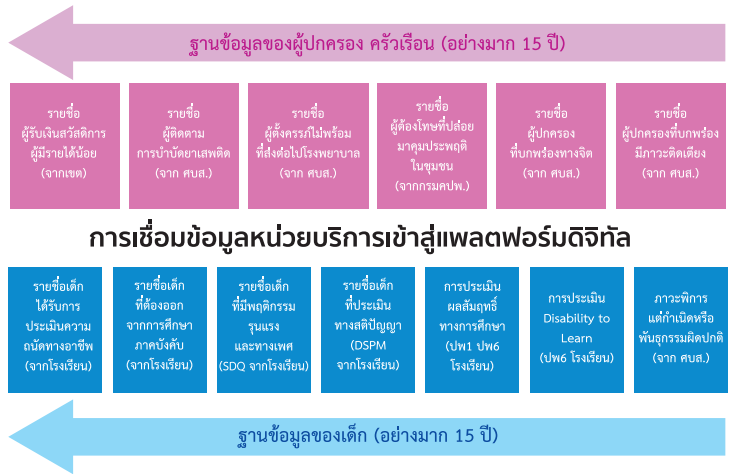 ฐานข้อมูลของผู้ปกครอง ครัวเรือน (อย่างมาก 15 ปี)
รายชื่อ
ผู้รับเงินสวัสดิการ
ผู้มีรายได้น้อย
(จากเขต)
รายชื่อ
ผู้ติดตาม
การบำบัดยาเสพติด
(จาก ศบส.)
รายชื่อ
ผู้ตั้งครรภ์ไม่พร้อม
ที่ส่งต่อไปโรงพยาบาล
(จาก ศบส.)
รายชื่อ
ผู้ต้องโทษที่ปล่อย
มาคุมประพฤติ
ในชุมชน
(จากกรมคปพ.)
รายชื่อ
ผู้ปกครอง
ที่บกพร่องทางจิต
(จาก ศบส.)
รายชื่อ
ผู้ปกครองที่บกพร่อง
มีภาวะติดเตียง
(จาก ศบส.)
การเชื่อมข้อมูลหน่วยบริการเข้าสู่แพลตฟอร์มดิจิทัล
รายชื่อเด็ก
ได้รับการ
ประเมินความ
ถนัดทางอาชีพ
(จากโรงเรียน)
รายชื่อเด็ก
ที่ต้องออก
จากการศึกษา
ภาคบังคับ
(จากโรงเรียน)
รายชื่อเด็ก
ที่มีพฤติกรรม
รุนแรง
และทางเพศ
(SDQ จากโรงเรียน)
รายชื่อเด็ก
ที่ประเมิน
ทางสติปัญญา
(DSPM
จากโรงเรียน)
การประเมิน
ผลสัมฤทธิ์
ทางการศึกษา
(ปพ1 ปพ6
โรงเรียน)
การประเมิน
Disability to
Learn
(ปพ6 โรงเรียน)
ภาวะพิการ
แต่กำเนิดหรือ
พันธุกรรมผิดปกติ
(จาก ศบส.)
ฐานข้อมูลของเด็ก (อย่างมาก 15 ปี)